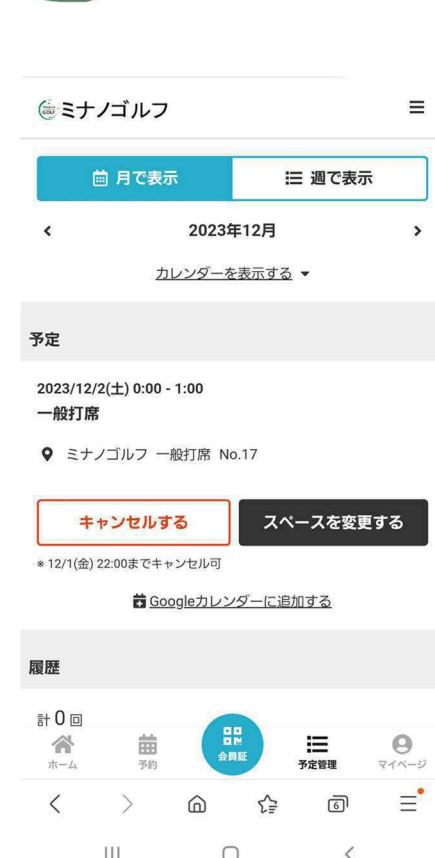 ミナノゴルフ
月で表示
週で表示
2023年12月
カレンダーを表示する
予定
2023/12/2(土) 0:00 - 1:00
一般打席
ミナノゴルフ 一般打席 No.17
キャンセルする
スペースを変更する
* 12/1(金) 22:00までキャンセル可
Googleカレンダーに追加する
履歴
計 0 回
ホーム
予約
会員証
予定管理
マイページ
6